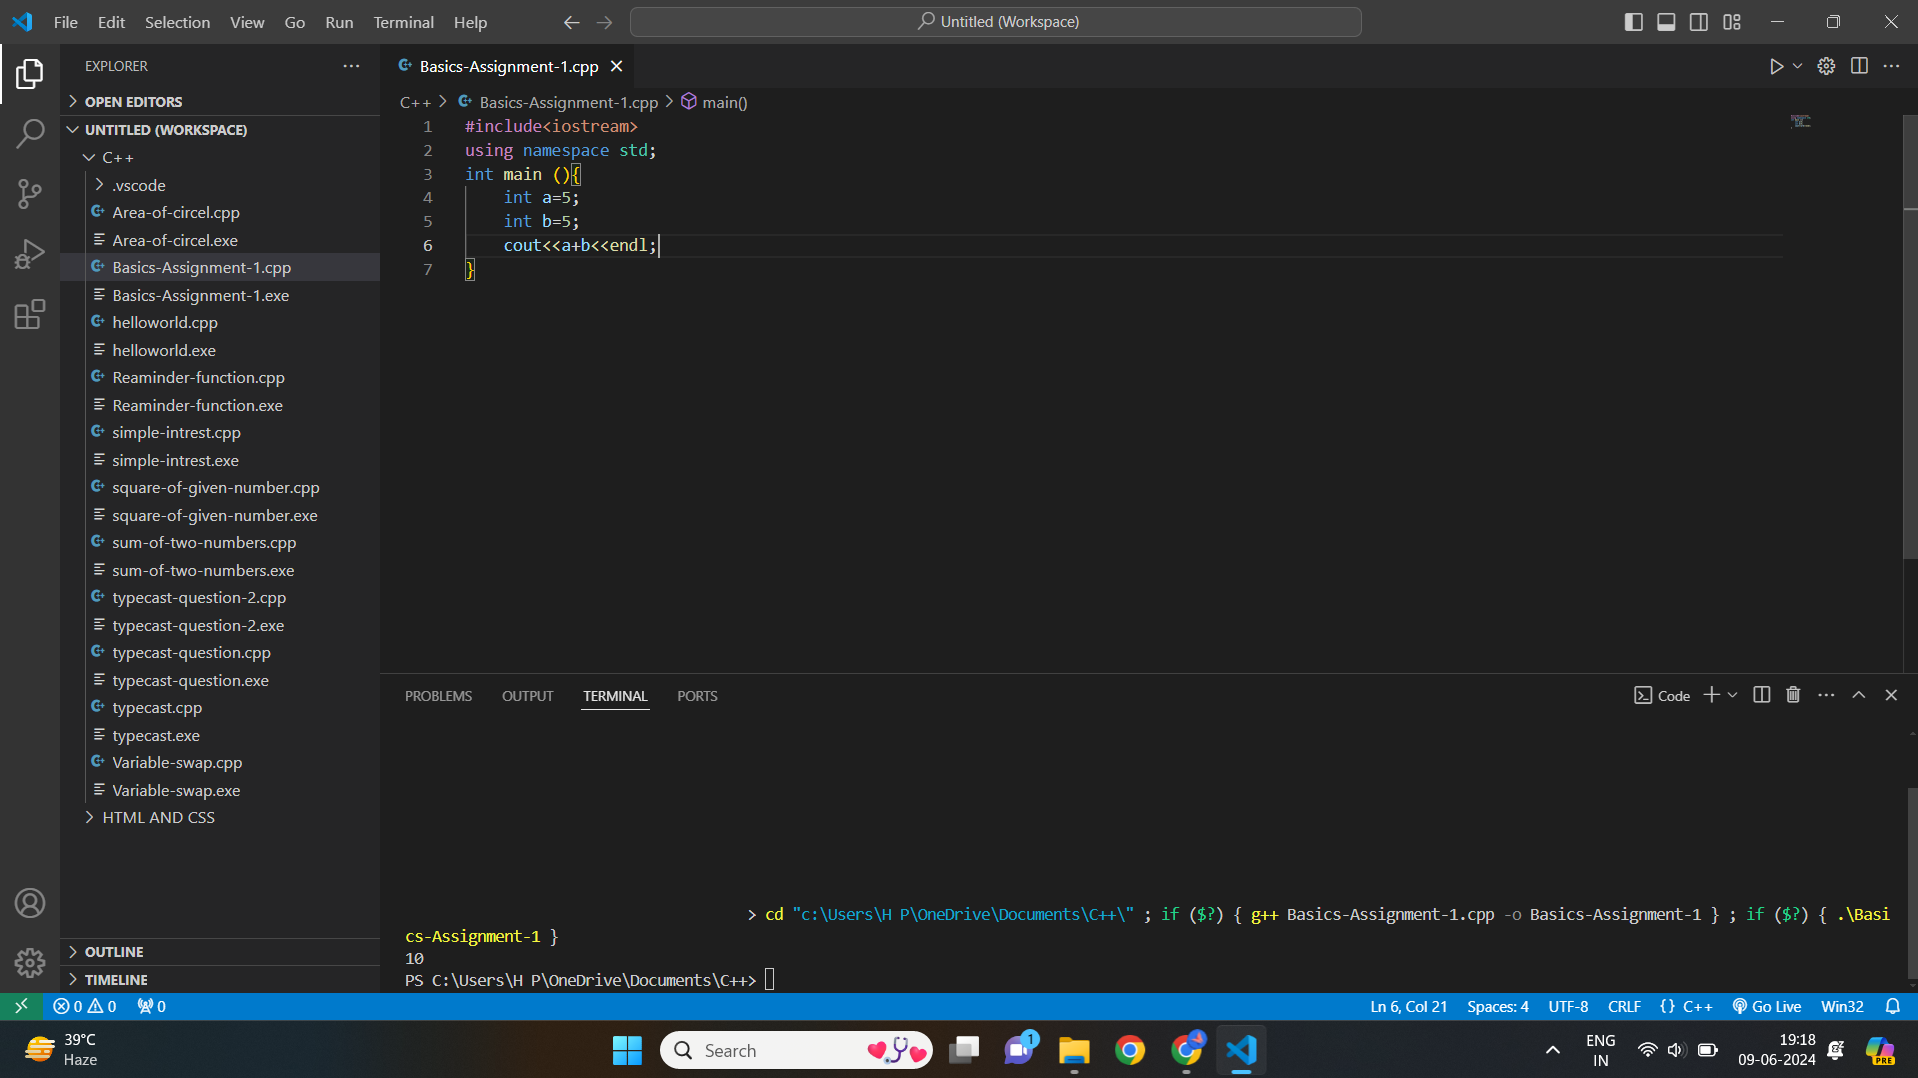 File Edit Selection View Go Run Terminal Help
Untitled (Workspace)
EXPLORER
OPEN EDITORS
UNTITLED (WORKSPACE)
C++
.vscode
Area-of-circel.cpp
Area-of-circel.exe
Basics-Assignment-1.cpp
Basics-Assignment-1.exe
helloworld.cpp
helloworld.exe
Reaminder-function.cpp
Reaminder-function.exe
simple-intrest.cpp
simple-intrest.exe
square-of-given-number.cpp
square-of-given-number.exe
sum-of-two-numbers.cpp
sum-of-two-numbers.exe
typecast-question-2.cpp
typecast-question-2.exe
typecast-question.cpp
typecast-question.exe
typecast.cpp
typecast.exe
Variable-swap.cpp
Variable-swap.exe
HTML AND CSS
OUTLINE
TIMELINE
Basics-Assignment-1.cpp
C++ > Basics-Assignment-1.cpp > main()
1 #include<iostream>
2 using namespace std;
3 int main (){
4 int a=5;
5 int b=5;
6 cout<<a+b<<endl;
7 }
PROBLEMS OUTPUT TERMINAL PORTS
Code
> cd "c:\Users\H P\OneDrive\Documents\C++\" ; if ($?) { g++ Basics-Assignment-1.cpp -o Basics-Assignment-1 } ; if ($?) { .\Basi
cs-Assignment-1 }
10
PS C:\Users\H P\OneDrive\Documents\C++>
0 0 0
Ln 6, Col 21 Spaces: 4 UTF-8 CRLF {} C++ Go Live Win32
39°C
Haze
Search
1
ENG
IN
19:18
09-06-2024
PRE